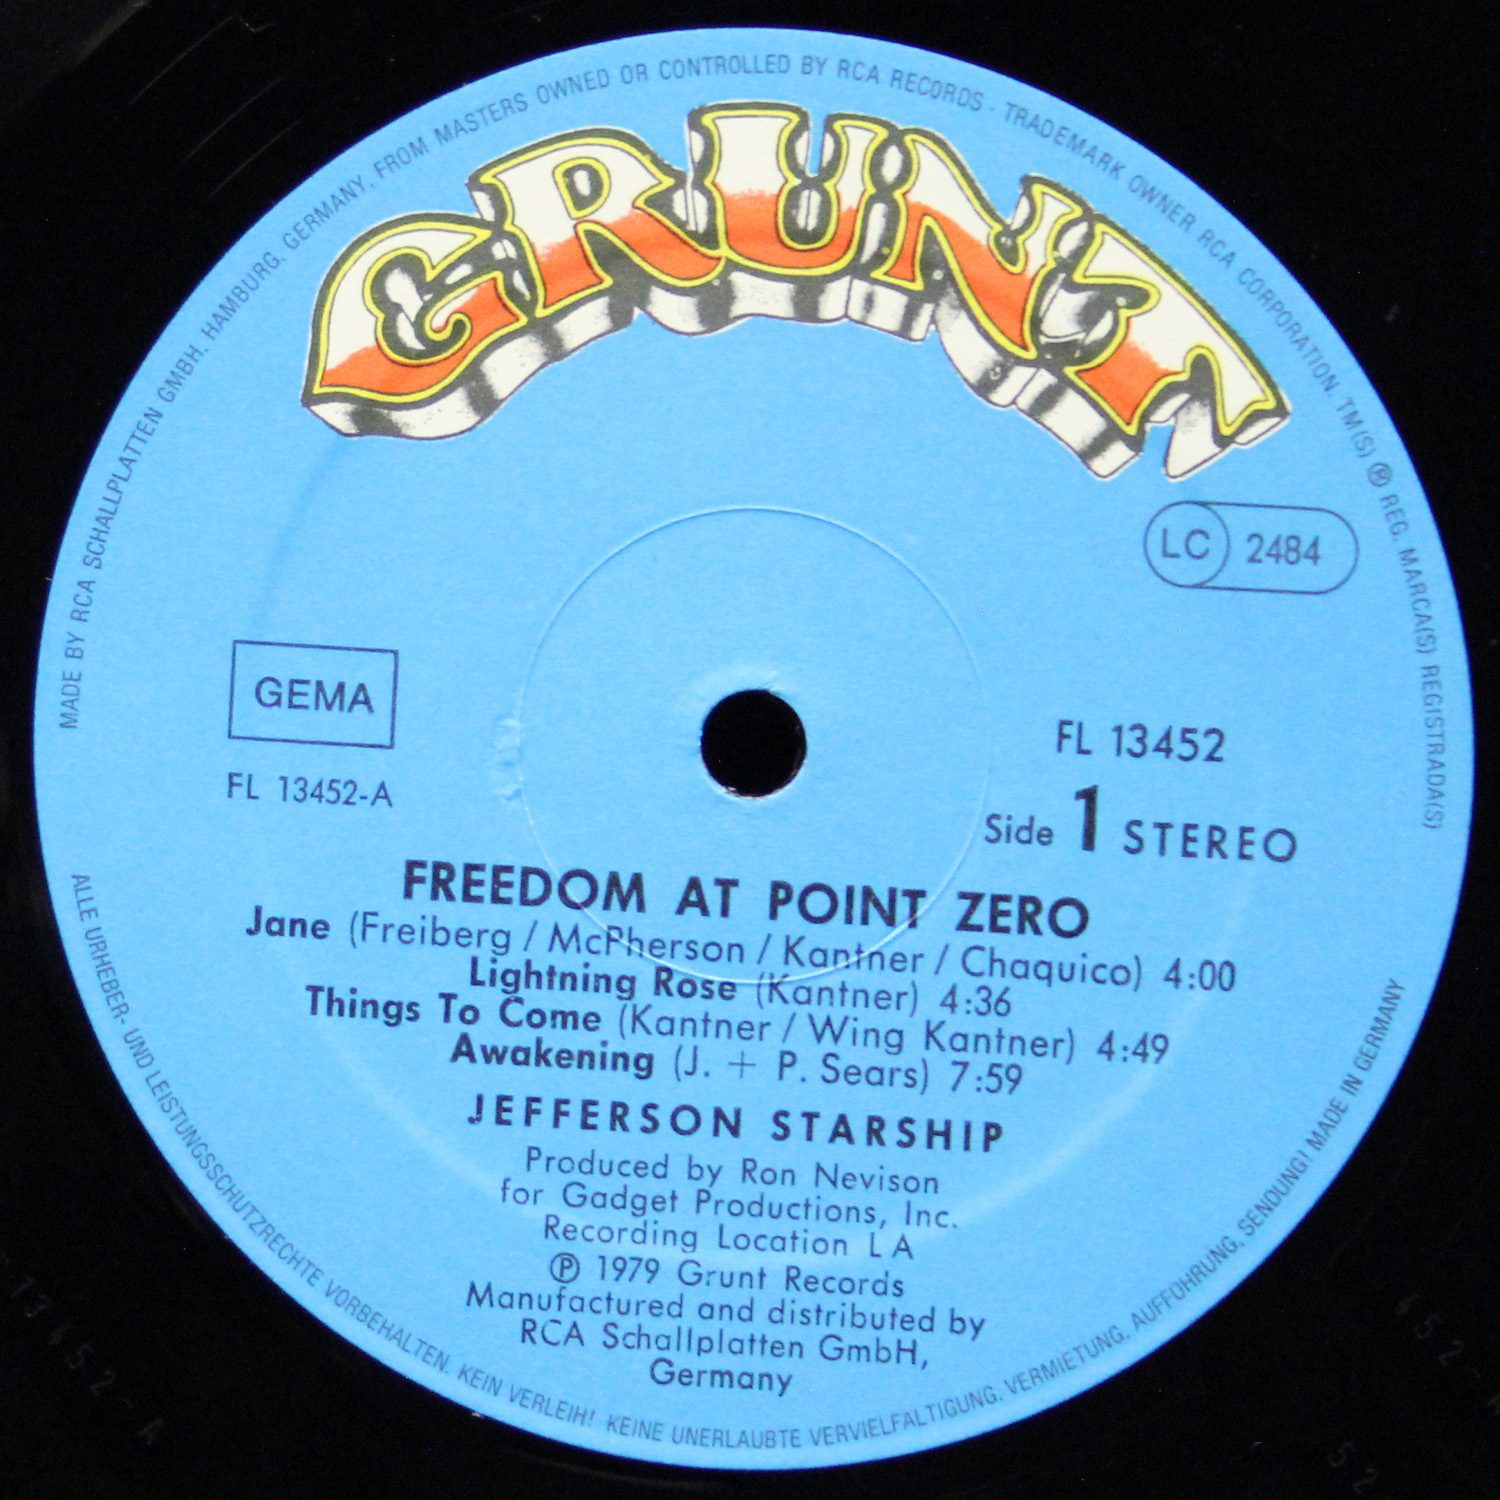 MADE BY RCA SCHALLPLATTEN GMBH, HAMBURG, GERMANY, FROM MASTERS OWNED OR CONTROLLED BY RCA RECORDS · TRADEMARK OWNER RCA CORPORATION. TM(S) ® REG. MARCA(S) REGISTRADA(S)
GRUNT
LC 2484
GEMA
FL 13452-A
FL 13452
Side 1 STEREO
FREEDOM AT POINT ZERO
Jane (Freiberg / McPherson / Kantner / Chaquico) 4:00
Lightning Rose (Kantner) 4:36
Things To Come (Kantner / Wing Kantner) 4:49
Awakening (J. + P. Sears) 7:59
JEFFERSON STARSHIP
Produced by Ron Nevison
for Gadget Productions, Inc.
Recording Location L A
℗ 1979 Grunt Records
Manufactured and distributed by
RCA Schallplatten GmbH,
Germany
ALLE URHEBER- UND LEISTUNGSSCHUTZRECHTE VORBEHALTEN. KEIN VERLEIH! KEINE UNERLAUBTE VERVIELFÄLTIGUNG, VERMIETUNG, AUFFÜHRUNG, SENDUNG! MADE IN GERMANY
13452-A